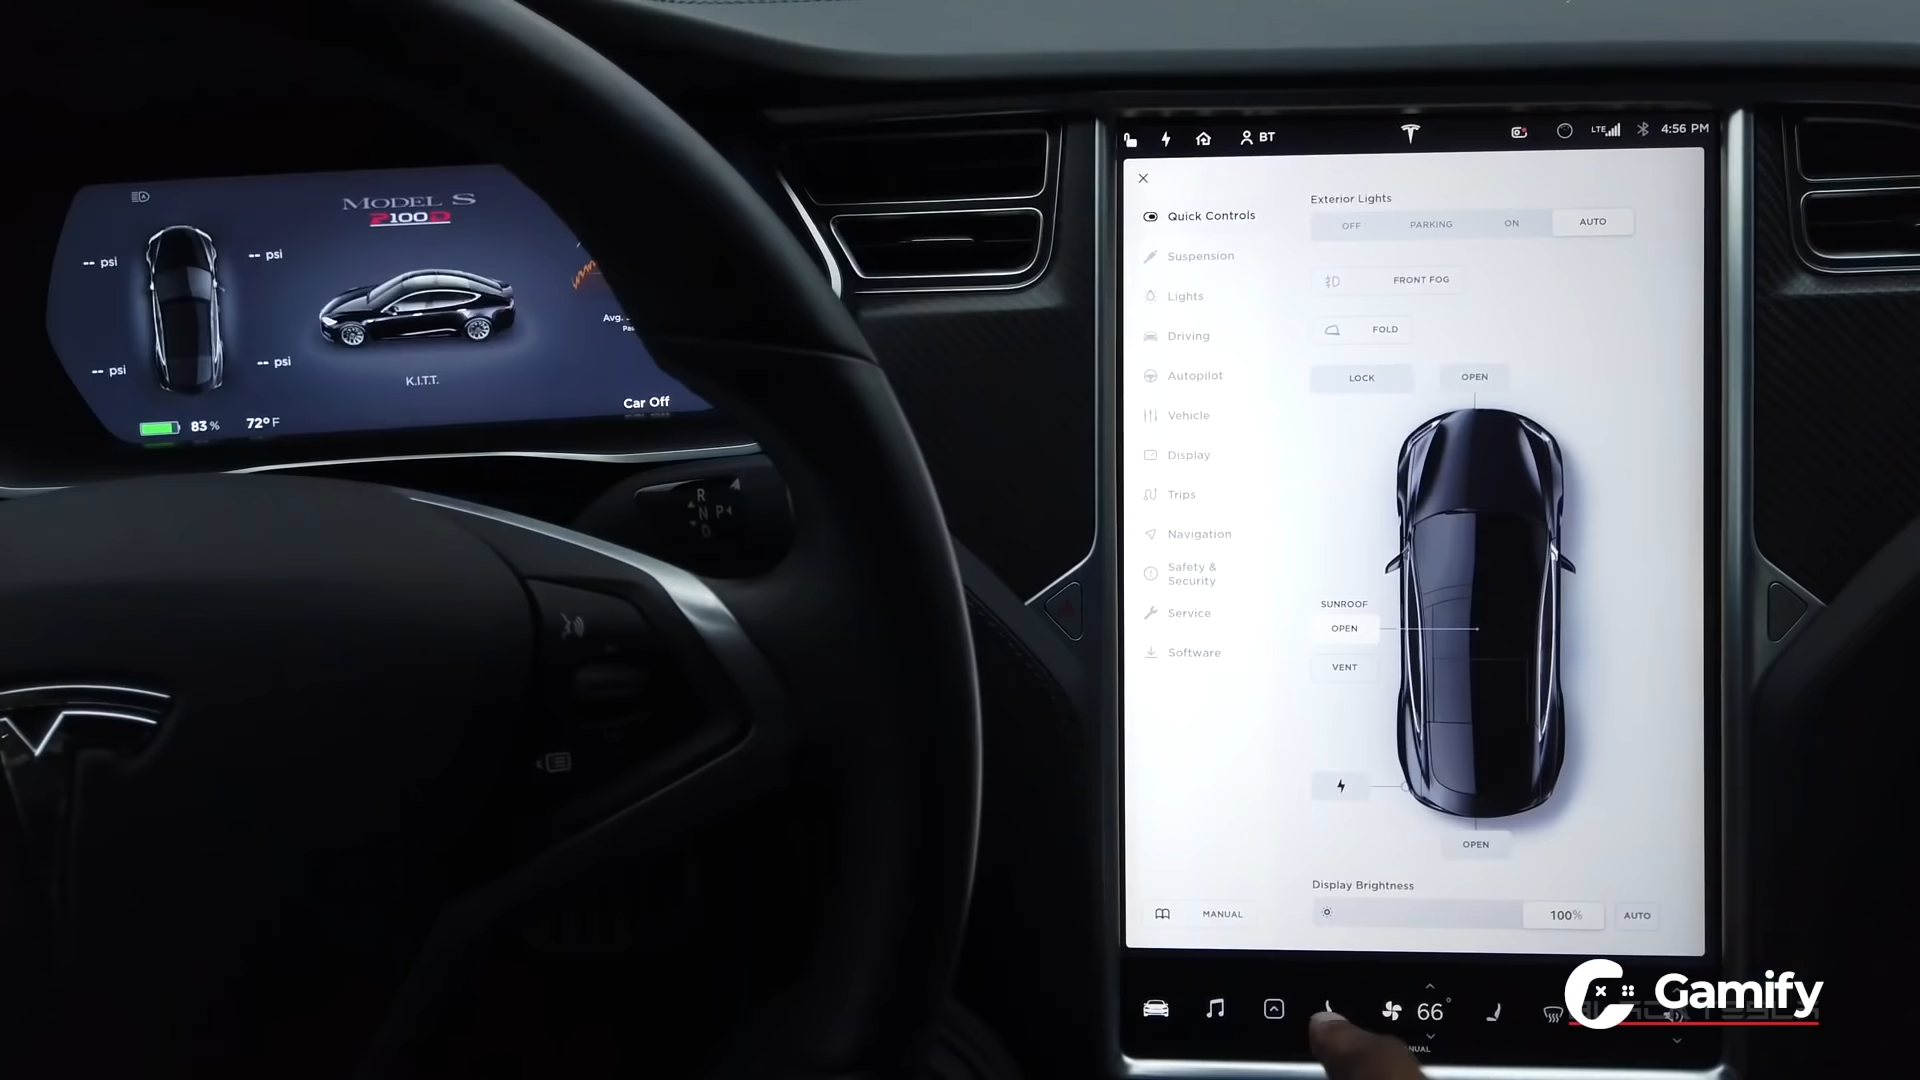 MODEL S
P100D
-- psi
-- psi
-- psi
-- psi
K.I.T.T.
Avg.
Car Off
83 %
72° F
R
N P
D
BT
LTE
4:56 PM
Quick Controls
Suspension
Lights
Driving
Autopilot
Vehicle
Display
Trips
Navigation
Safety &
Security
Service
Software
MANUAL
Exterior Lights
OFF PARKING ON AUTO
FRONT FOG
FOLD
LOCK OPEN
SUNROOF
OPEN
VENT
OPEN
Display Brightness
100% AUTO
66°
Gamify